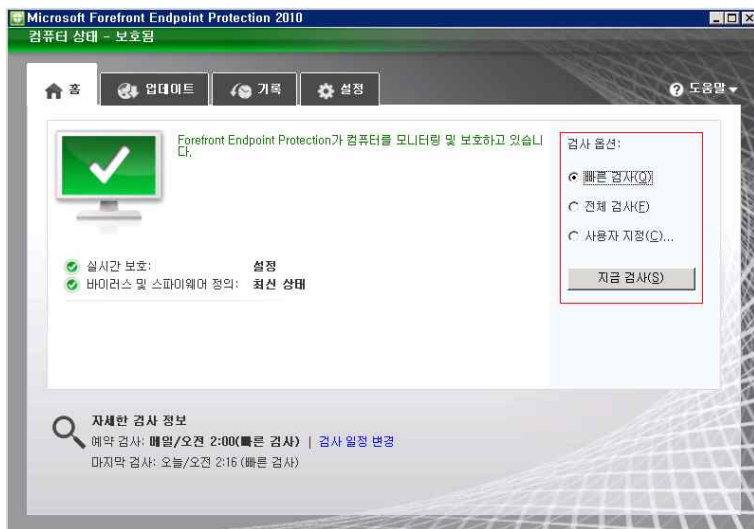 Microsoft Forefront Endpoint Protection 2010
컴퓨터 상태 - 보호됨
홈
업데이트
기록
설정
도움말
Forefront Endpoint Protection가 컴퓨터를 모니터링 및 보호하고 있습니
다.
검사 옵션:
빠른 검사(Q)
전체 검사(F)
사용자 지정(C)...
지금 검사(S)
실시간 보호: 설정
바이러스 및 스파이웨어 정의: 최신 상태
자세한 검사 정보
예약 검사: 매일/오전 2:00(빠른 검사) | 검사 일정 변경
마지막 검사: 오늘/오전 2:16 (빠른 검사)